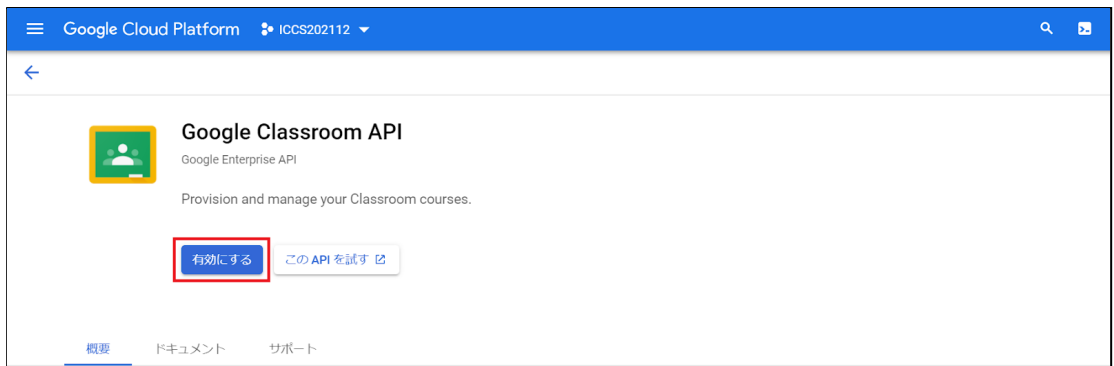 Google Cloud Platform ICCS202112
Google Classroom API
Google Enterprise API
Provision and manage your Classroom courses.
有効にする この API を試す
概要 ドキュメント サポート